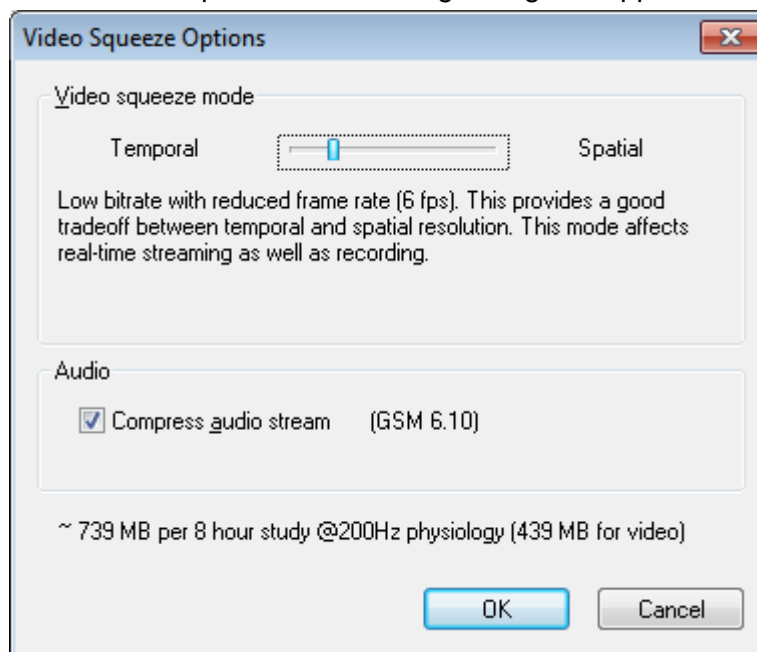 Video Squeeze Options
Video squeeze mode
Temporal Spatial
Low bitrate with reduced frame rate (6 fps). This provides a good
tradeoff between temporal and spatial resolution. This mode affects
real-time streaming as well as recording.
Audio
Compress audio stream (GSM 6.10)
~ 739 MB per 8 hour study @200Hz physiology (439 MB for video)
OK Cancel